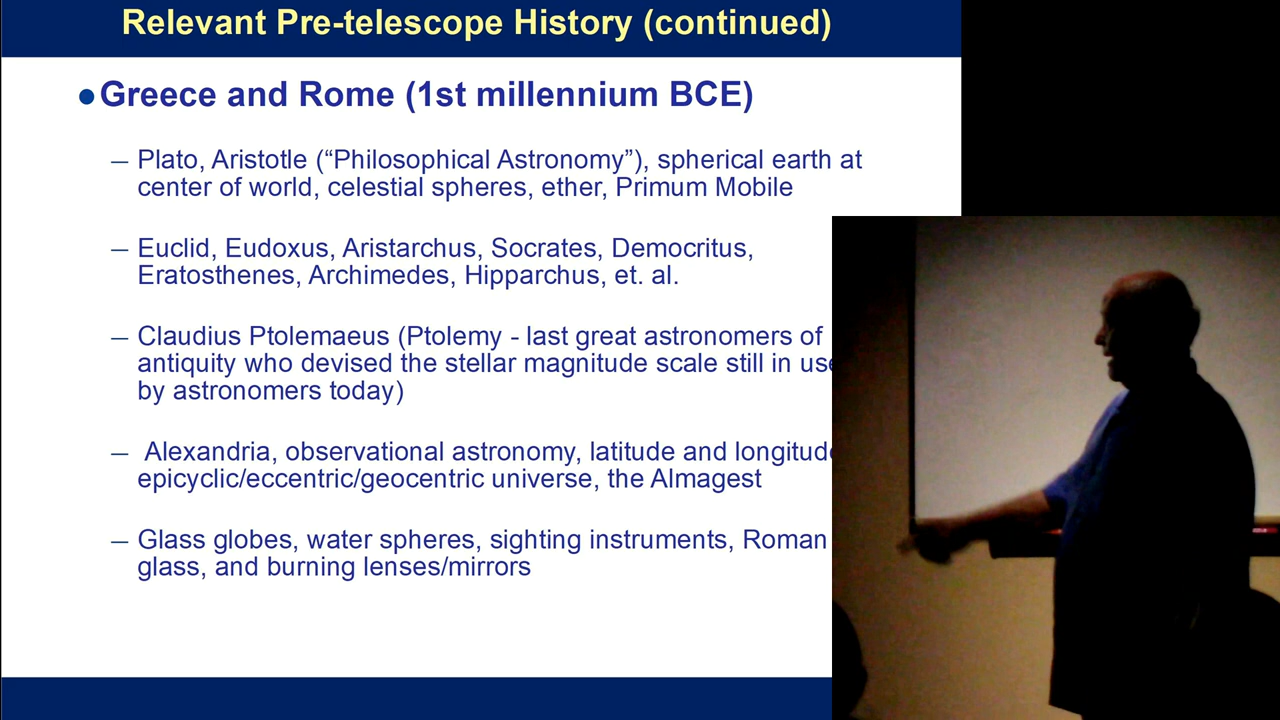 Relevant Pre-telescope History (continued)
●Greece and Rome (1st millennium BCE)
— Plato, Aristotle (“Philosophical Astronomy”), spherical earth at
center of world, celestial spheres, ether, Primum Mobile
— Euclid, Eudoxus, Aristarchus, Socrates, Democritus,
Eratosthenes, Archimedes, Hipparchus, et. al.
— Claudius Ptolemaeus (Ptolemy - last great astronomers of
antiquity who devised the stellar magnitude scale still in use
by astronomers today)
— Alexandria, observational astronomy, latitude and longitude
epicyclic/eccentric/geocentric universe, the Almagest
— Glass globes, water spheres, sighting instruments, Roman
glass, and burning lenses/mirrors